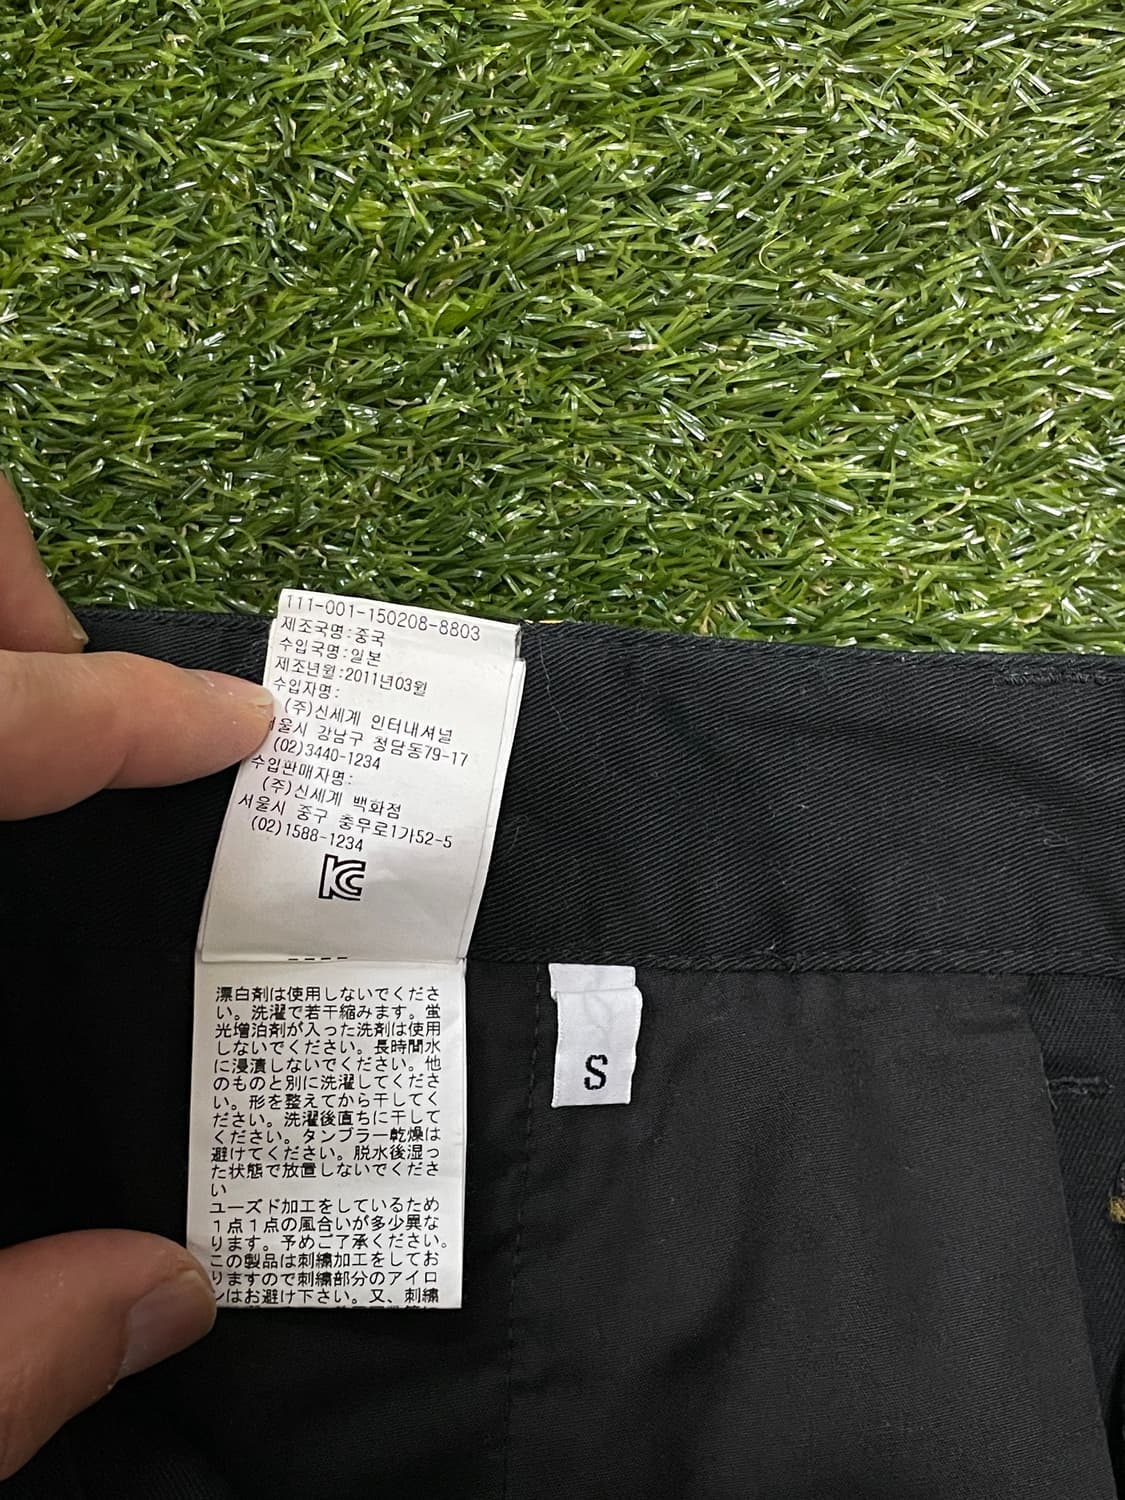 111-001-150208-8803
제조국명:중국
수입국명:일본
제조년월:2011년03월
수입자명:
(주)신세계 인터내셔널
서울시 강남구 청담동79-17
(02)3440-1234
수입판매자명:
(주)신세계 백화점
서울시 중구 충무로1가52-5
(02)1588-1234
KC
漂白剤は使用しないでくださ
い。洗濯で若干縮みます。蛍
光増泊剤が入った洗剤は使用
しないでください。長時間水
に浸漬しないでください。他
のものと別に洗濯してくださ
い。形を整えてから干してく
ださい。洗濯後直ちに干して
ください。タンブラー乾燥は
避けてください。脱水後湿っ
た状態で放置しないでくださ
い
ユーズド加工をしているため
1点1点の風合いが多少異な
ります。予めご了承ください。
この製品は刺繍加工をしてお
りますので刺繍部分のアイロ
ンはお避け下さい。又、刺繍
S